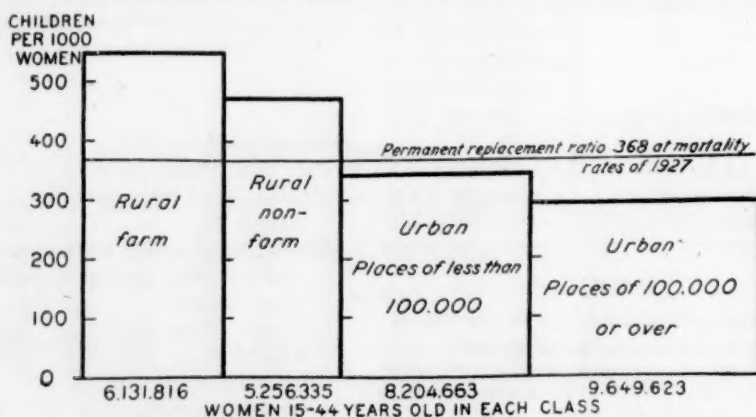 CHILDREN
PER 1000
WOMEN
500
400
300
200
100
0
Permanent replacement ratio 368 at mortality
rates of 1927
Rural
farm
Rural
non-
farm
Urban
Places of less than
100.000
Urban
Places of 100.000
or over
6.131.816
5.256.335
8.204.663
9.649.623
WOMEN 15-44 YEARS OLD IN EACH CLASS